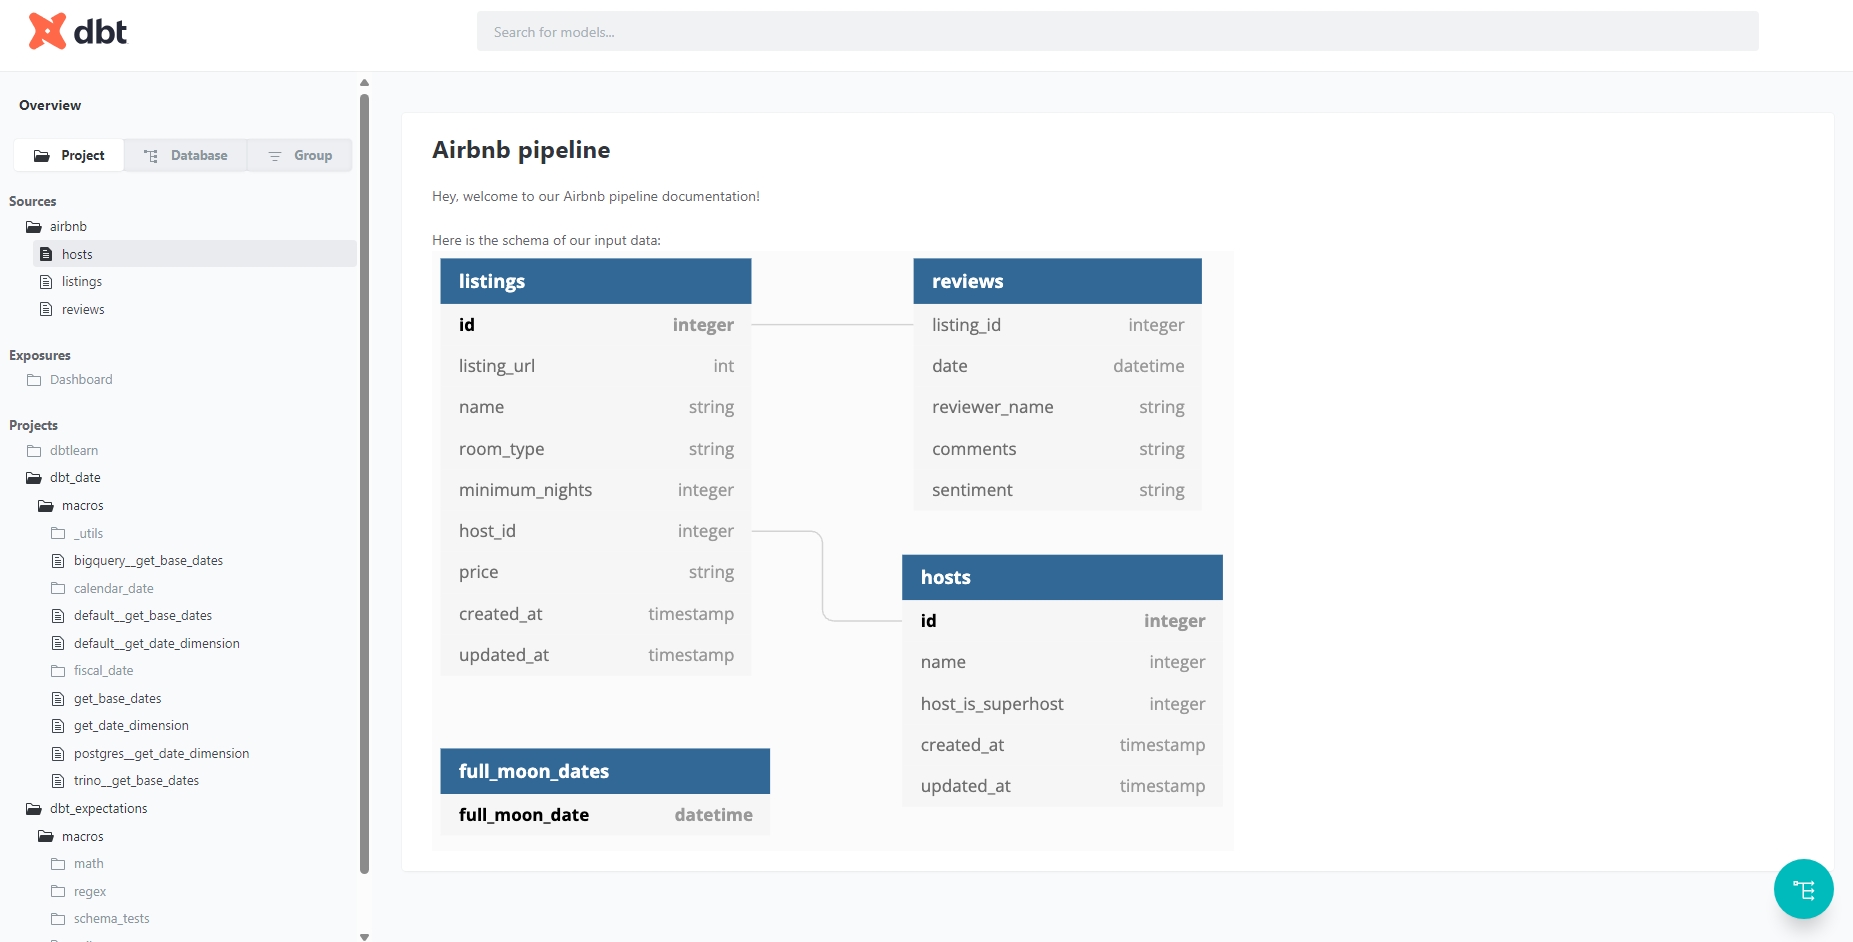 dbt
Search for models...
Overview
Project Database Group
Sources
airbnb
hosts
listings
reviews
Exposures
Dashboard
Projects
dbtlearn
dbt_date
macros
_utils
bigquery__get_base_dates
calendar_date
default__get_base_dates
default__get_date_dimension
fiscal_date
get_base_dates
get_date_dimension
postgres__get_date_dimension
trino__get_base_dates
dbt_expectations
macros
math
regex
schema_tests
Airbnb pipeline
Hey, welcome to our Airbnb pipeline documentation!
Here is the schema of our input data:
listings
id integer
listing_url int
name string
room_type string
minimum_nights integer
host_id integer
price string
created_at timestamp
updated_at timestamp
reviews
listing_id integer
date datetime
reviewer_name string
comments string
sentiment string
hosts
id integer
name integer
host_is_superhost integer
created_at timestamp
updated_at timestamp
full_moon_dates
full_moon_date datetime